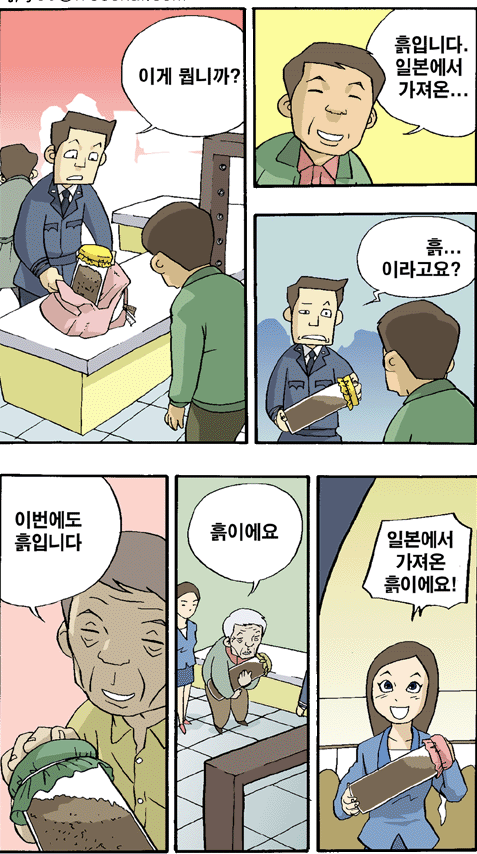 이게 뭡니까?
흙입니다.
일본에서
가져온...
흙...
이라고요?
이번에도
흙입니다
흙이에요
일본에서
가져온
흙이에요!